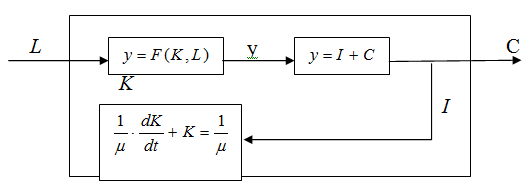 L
y = F(K, L)
y
y = I + C
C
K
I
1/μ · dK/dt + K = 1/μ